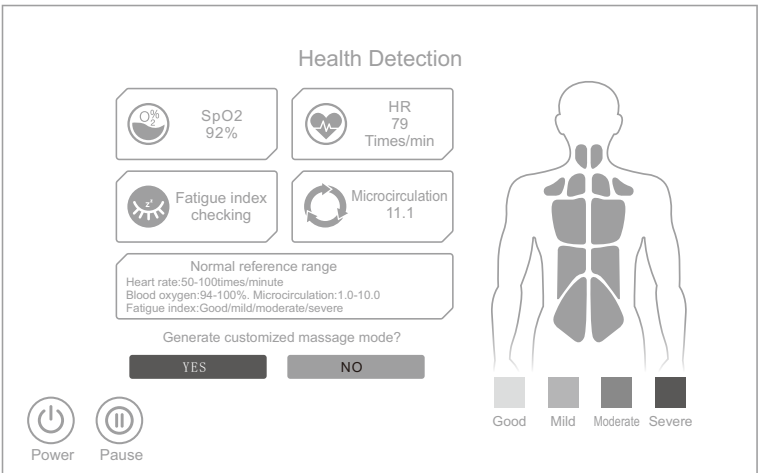 Health Detection
O₂%
SpO2
92%
HR
79
Times/min
zᶻ
Fatigue index
checking
Microcirculation
11.1
Normal reference range
Heart rate:50-100times/minute
Blood oxygen:94-100%. Microcirculation:1.0-10.0
Fatigue index:Good/mild/moderate/severe
Generate customized massage mode?
YES
NO
Good
Mild
Moderate
Severe
Power
Pause